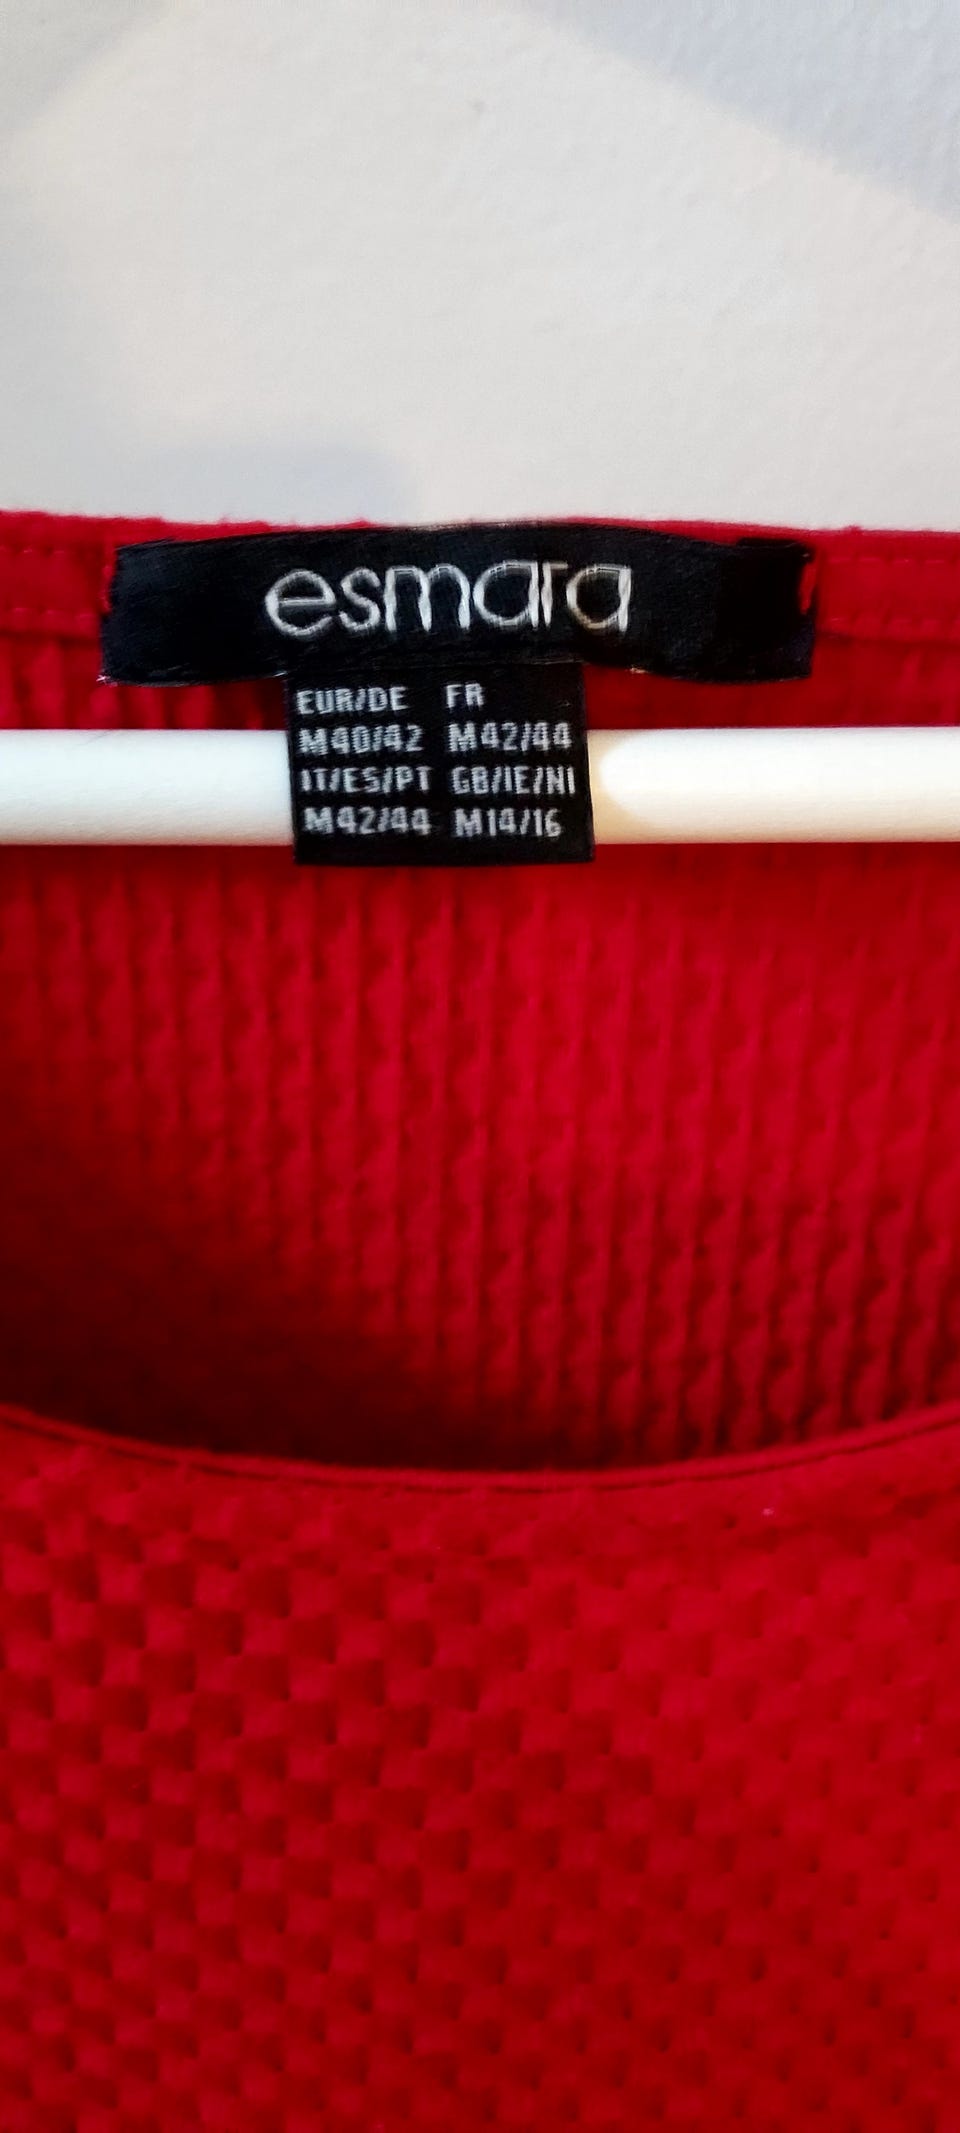 esmara
EUR/DE FR
M40/42 M42/44
IT/ES/PT GB/IE/NI
M42/44 M14/16